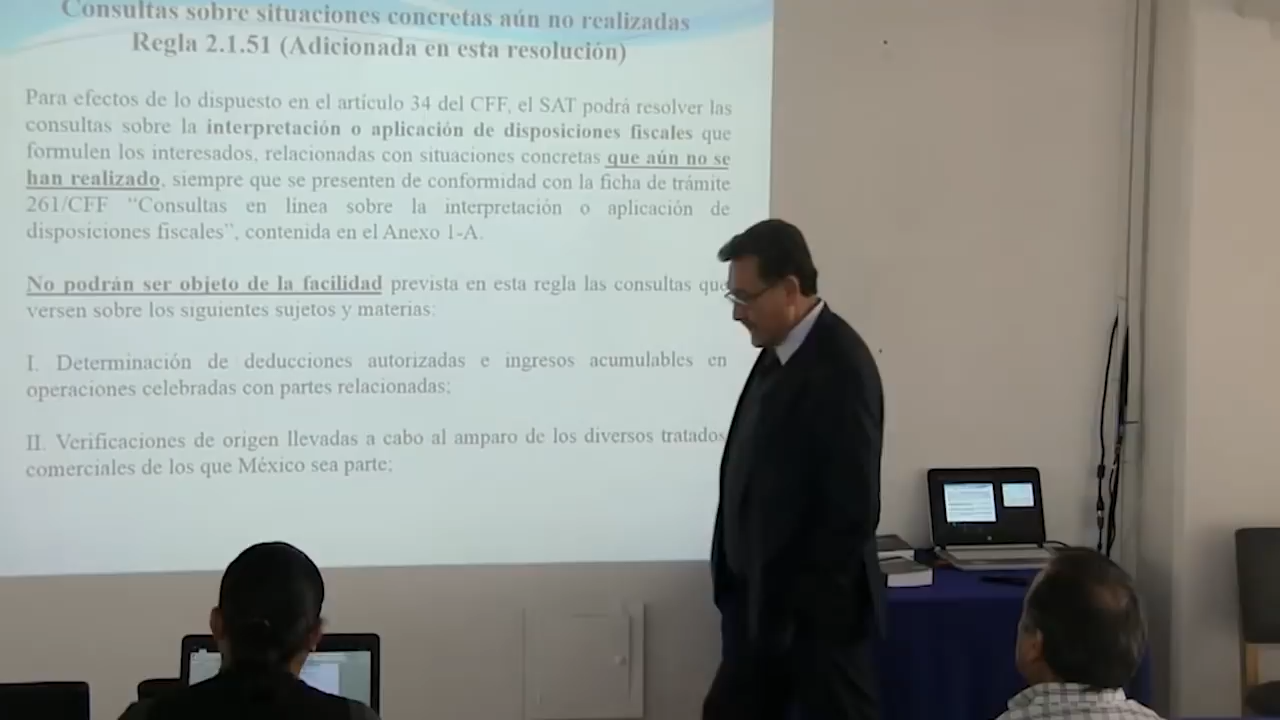 Consultas sobre situaciones concretas aún no realizadas
Regla 2.1.51 (Adicionada en esta resolución)
Para efectos de lo dispuesto en el artículo 34 del CFF, el SAT podrá resolver las
consultas sobre la interpretación o aplicación de disposiciones fiscales que
formulen los interesados, relacionadas con situaciones concretas que aún no se
han realizado, siempre que se presenten de conformidad con la ficha de trámite
261/CFF “Consultas en línea sobre la interpretación o aplicación de
disposiciones fiscales”, contenida en el Anexo 1-A.
No podrán ser objeto de la facilidad prevista en esta regla las consultas que
versen sobre los siguientes sujetos y materias:
I. Determinación de deducciones autorizadas e ingresos acumulables en
operaciones celebradas con partes relacionadas;
II. Verificaciones de origen llevadas a cabo al amparo de los diversos tratados
comerciales de los que México sea parte;